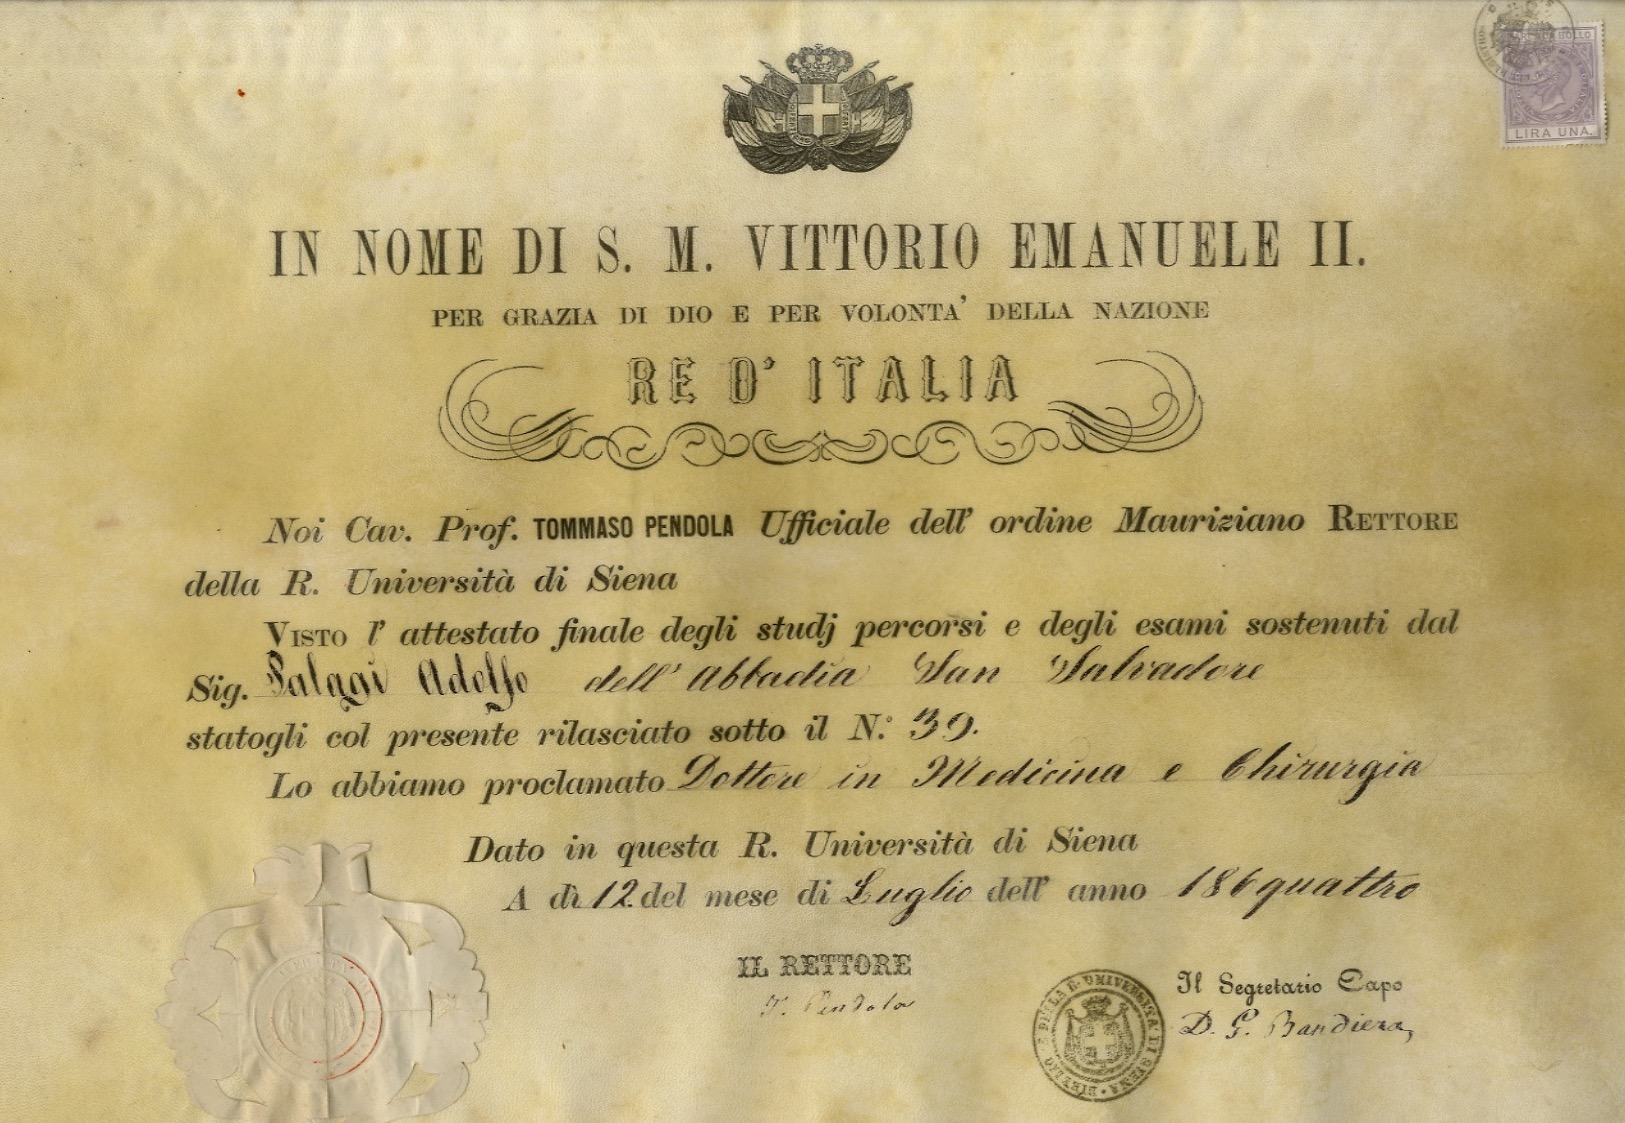 LIRA UNA.
IN NOME DI S. M. VITTORIO EMANUELE II.
PER GRAZIA DI DIO E PER VOLONTA' DELLA NAZIONE
RE D' ITALIA
Noi Cav. Prof. TOMMASO PENDOLA Ufficiale dell' ordine Mauriziano RETTORE
della R. Università di Siena
VISTO l' attestato finale degli studj percorsi e degli esami sostenuti dal
Sig. Palagi Adolfo dell' Abbadia San Salvadore
statogli col presente rilasciato sotto il N.° 39.
Lo abbiamo proclamato Dottore in Medicina e Chirurgia
Dato in questa R. Università di Siena
A dì 12. del mese di Luglio dell' anno 186quattro
IL RETTORE
T. Pendola
Il Segretario Capo
D. G. Bandiera
DELLA R. UNIVERSITA' DI SIENA